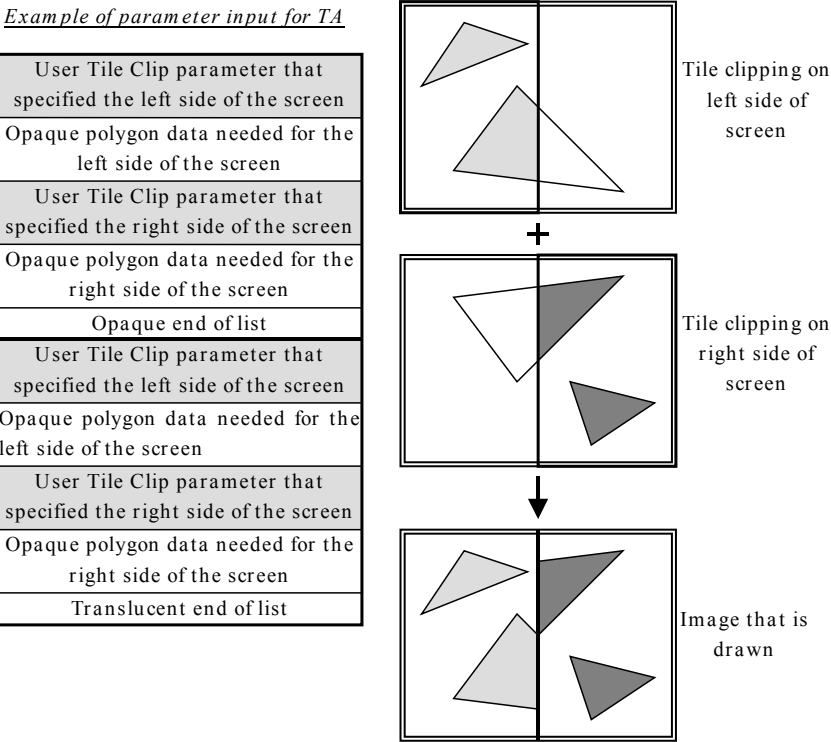 Example of parameter input for TA
User Tile Clip parameter that
specified the left side of the screen
Opaque polygon data needed for the
left side of the screen
User Tile Clip parameter that
specified the right side of the screen
Opaque polygon data needed for the
right side of the screen
Opaque end of list
User Tile Clip parameter that
specified the left side of the screen
Opaque polygon data needed for the
left side of the screen
User Tile Clip parameter that
specified the right side of the screen
Opaque polygon data needed for the
right side of the screen
Translucent end of list
Tile clipping on
left side of
screen
+
Tile clipping on
right side of
screen
Image that is
drawn